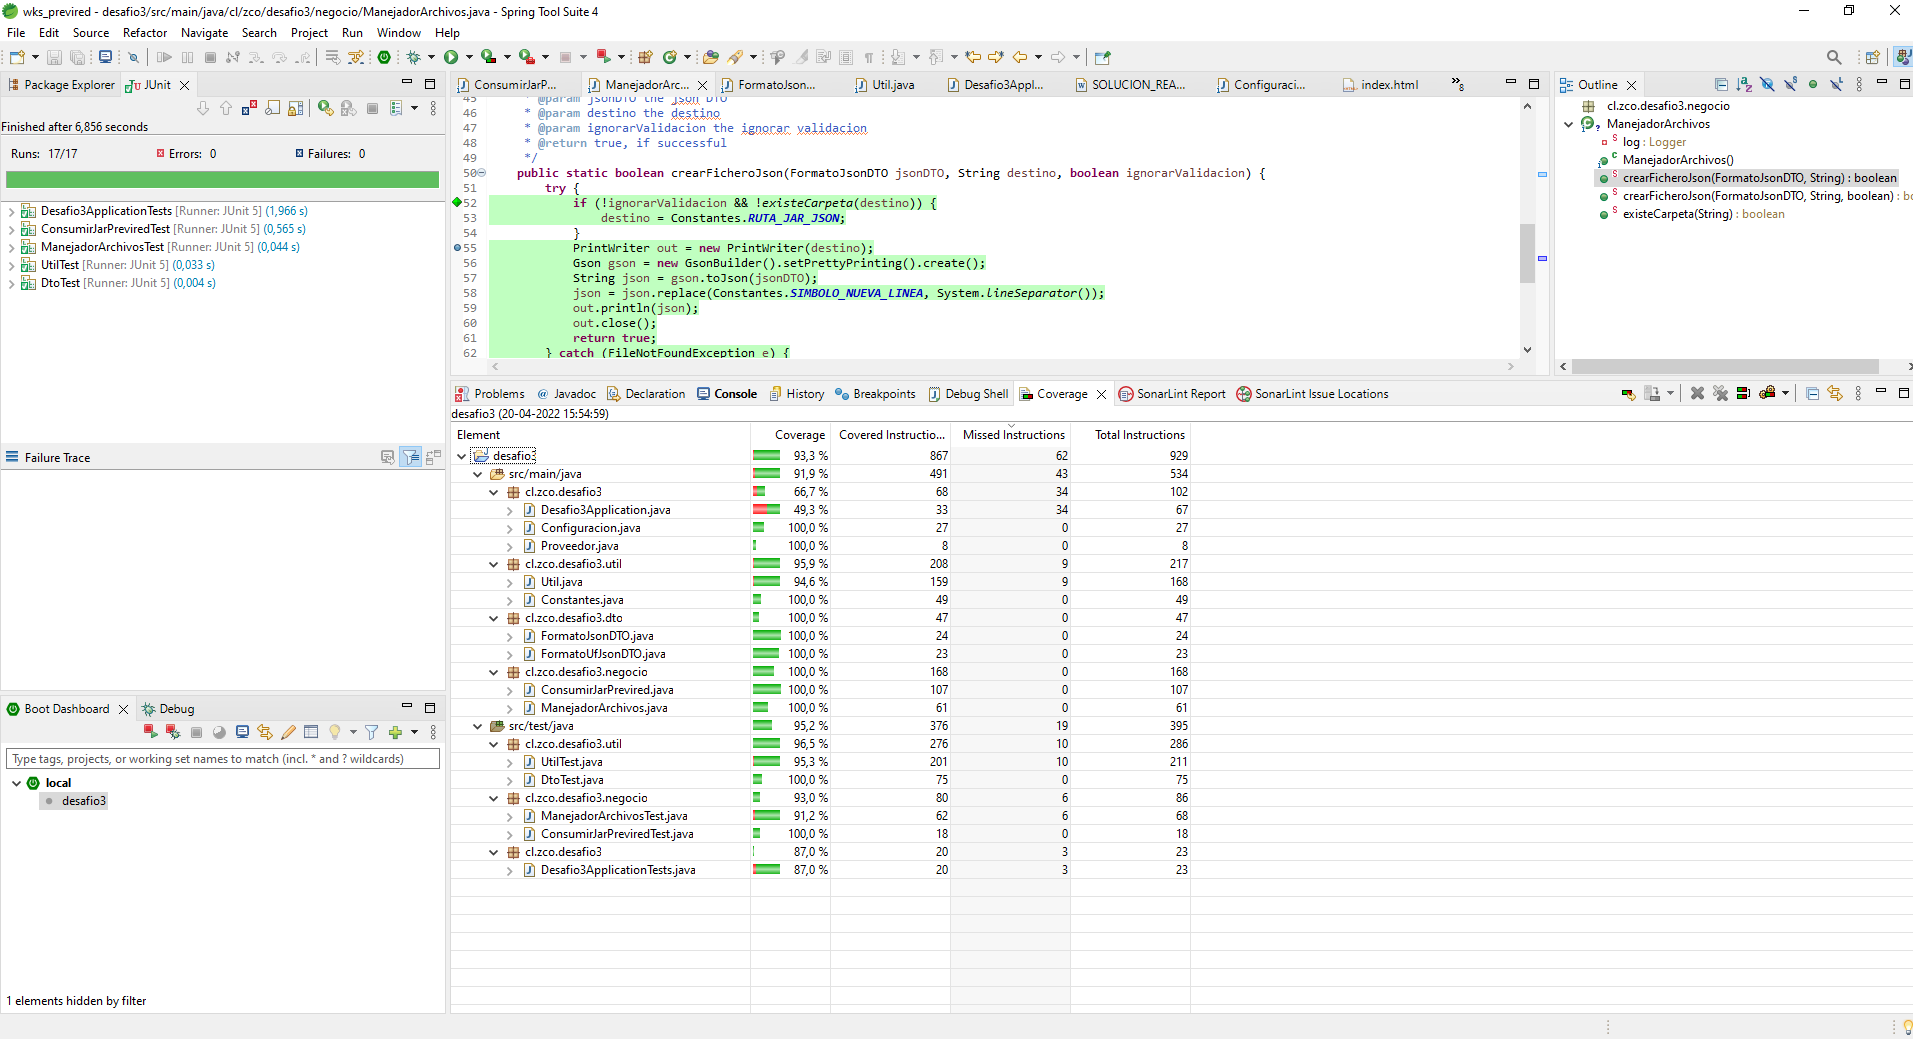 wks_previred - desafio3/src/main/java/cl/zco/desafio3/negocio/ManejadorArchivos.java - Spring Tool Suite 4
File Edit Source Refactor Navigate Search Project Run Window Help
Package Explorer JUnit
Finished after 6,856 seconds
Runs: 17/17 Errors: 0 Failures: 0
Desafio3ApplicationTests [Runner: JUnit 5] (1,966 s)
ConsumirJarPreviredTest [Runner: JUnit 5] (0,565 s)
ManejadorArchivosTest [Runner: JUnit 5] (0,044 s)
UtilTest [Runner: JUnit 5] (0,033 s)
DtoTest [Runner: JUnit 5] (0,004 s)
Failure Trace
Boot Dashboard Debug
Type tags, projects, or working set names to match (incl. * and ? wildcards)
local
desafio3
1 elements hidden by filter
ConsumirJarP... ManejadorArc... FormatoJson... Util.java Desafio3Appl... SOLUCION_REA... Configuraci... index.html »8
45 * @param jsonDTO the json DTO
46 * @param destino the destino
47 * @param ignorarValidacion the ignorar validacion
48 * @return true, if successful
49 */
50 public static boolean crearFicheroJson(FormatoJsonDTO jsonDTO, String destino, boolean ignorarValidacion) {
51 try {
52 if (!ignorarValidacion && !existeCarpeta(destino)) {
53 destino = Constantes.RUTA_JAR_JSON;
54 }
55 PrintWriter out = new PrintWriter(destino);
56 Gson gson = new GsonBuilder().setPrettyPrinting().create();
57 String json = gson.toJson(jsonDTO);
58 json = json.replace(Constantes.SIMBOLO_NUEVA_LINEA, System.lineSeparator());
59 out.println(json);
60 out.close();
61 return true;
62 } catch (FileNotFoundException e) {
Outline
cl.zco.desafio3.negocio
ManejadorArchivos
log : Logger
ManejadorArchivos()
crearFicheroJson(FormatoJsonDTO, String) : boolean
crearFicheroJson(FormatoJsonDTO, String, boolean) : bo
existeCarpeta(String) : boolean
Problems Javadoc Declaration Console History Breakpoints Debug Shell Coverage SonarLint Report SonarLint Issue Locations
desafio3 (20-04-2022 15:54:59)
Element Coverage Covered Instructio... Missed Instructions Total Instructions
desafio3 93,3 % 867 62 929
src/main/java 91,9 % 491 43 534
cl.zco.desafio3 66,7 % 68 34 102
Desafio3Application.java 49,3 % 33 34 67
Configuracion.java 100,0 % 27 0 27
Proveedor.java 100,0 % 8 0 8
cl.zco.desafio3.util 95,9 % 208 9 217
Util.java 94,6 % 159 9 168
Constantes.java 100,0 % 49 0 49
cl.zco.desafio3.dto 100,0 % 47 0 47
FormatoJsonDTO.java 100,0 % 24 0 24
FormatoUfJsonDTO.java 100,0 % 23 0 23
cl.zco.desafio3.negocio 100,0 % 168 0 168
ConsumirJarPrevired.java 100,0 % 107 0 107
ManejadorArchivos.java 100,0 % 61 0 61
src/test/java 95,2 % 376 19 395
cl.zco.desafio3.util 96,5 % 276 10 286
UtilTest.java 95,3 % 201 10 211
DtoTest.java 100,0 % 75 0 75
cl.zco.desafio3.negocio 93,0 % 80 6 86
ManejadorArchivosTest.java 91,2 % 62 6 68
ConsumirJarPreviredTest.java 100,0 % 18 0 18
cl.zco.desafio3 87,0 % 20 3 23
Desafio3ApplicationTests.java 87,0 % 20 3 23